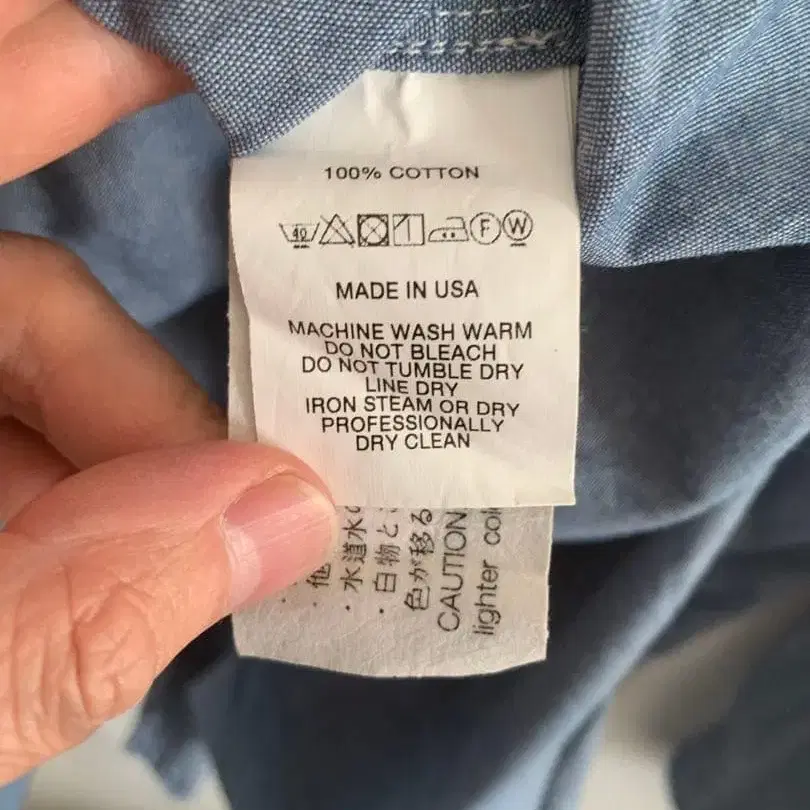 100% COTTON
40 F W
MADE IN USA
MACHINE WASH WARM
DO NOT BLEACH
DO NOT TUMBLE DRY
LINE DRY
IRON STEAM OR DRY
PROFESSIONALLY
DRY CLEAN
・他
・水道水の
・白物と
色が移る
CAUTION
lighter